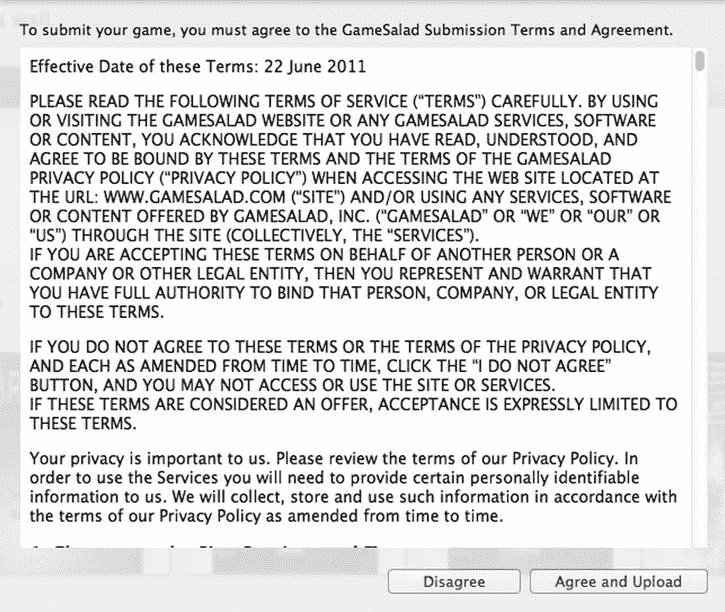 To submit your game, you must agree to the GameSalad Submission Terms and Agreement.
Effective Date of these Terms: 22 June 2011
PLEASE READ THE FOLLOWING TERMS OF SERVICE (“TERMS”) CAREFULLY. BY USING
OR VISITING THE GAMESALAD WEBSITE OR ANY GAMESALAD SERVICES, SOFTWARE
OR CONTENT, YOU ACKNOWLEDGE THAT YOU HAVE READ, UNDERSTOOD, AND
AGREE TO BE BOUND BY THESE TERMS AND THE TERMS OF THE GAMESALAD
PRIVACY POLICY (“PRIVACY POLICY”) WHEN ACCESSING THE WEB SITE LOCATED AT
THE URL: WWW.GAMESALAD.COM (“SITE”) AND/OR USING ANY SERVICES, SOFTWARE
OR CONTENT OFFERED BY GAMESALAD, INC. (“GAMESALAD” OR “WE” OR “OUR” OR
“US”) THROUGH THE SITE (COLLECTIVELY, THE “SERVICES”).
IF YOU ARE ACCEPTING THESE TERMS ON BEHALF OF ANOTHER PERSON OR A
COMPANY OR OTHER LEGAL ENTITY, THEN YOU REPRESENT AND WARRANT THAT
YOU HAVE FULL AUTHORITY TO BIND THAT PERSON, COMPANY, OR LEGAL ENTITY
TO THESE TERMS.
IF YOU DO NOT AGREE TO THESE TERMS OR THE TERMS OF THE PRIVACY POLICY,
AND EACH AS AMENDED FROM TIME TO TIME, CLICK THE “I DO NOT AGREE”
BUTTON, AND YOU MAY NOT ACCESS OR USE THE SITE OR SERVICES.
IF THESE TERMS ARE CONSIDERED AN OFFER, ACCEPTANCE IS EXPRESSLY LIMITED TO
THESE TERMS.
Your privacy is important to us. Please review the terms of our Privacy Policy. In
order to use the Services you will need to provide certain personally identifiable
information to us. We will collect, store and use such information in accordance with
the terms of our Privacy Policy as amended from time to time.
Disagree
Agree and Upload